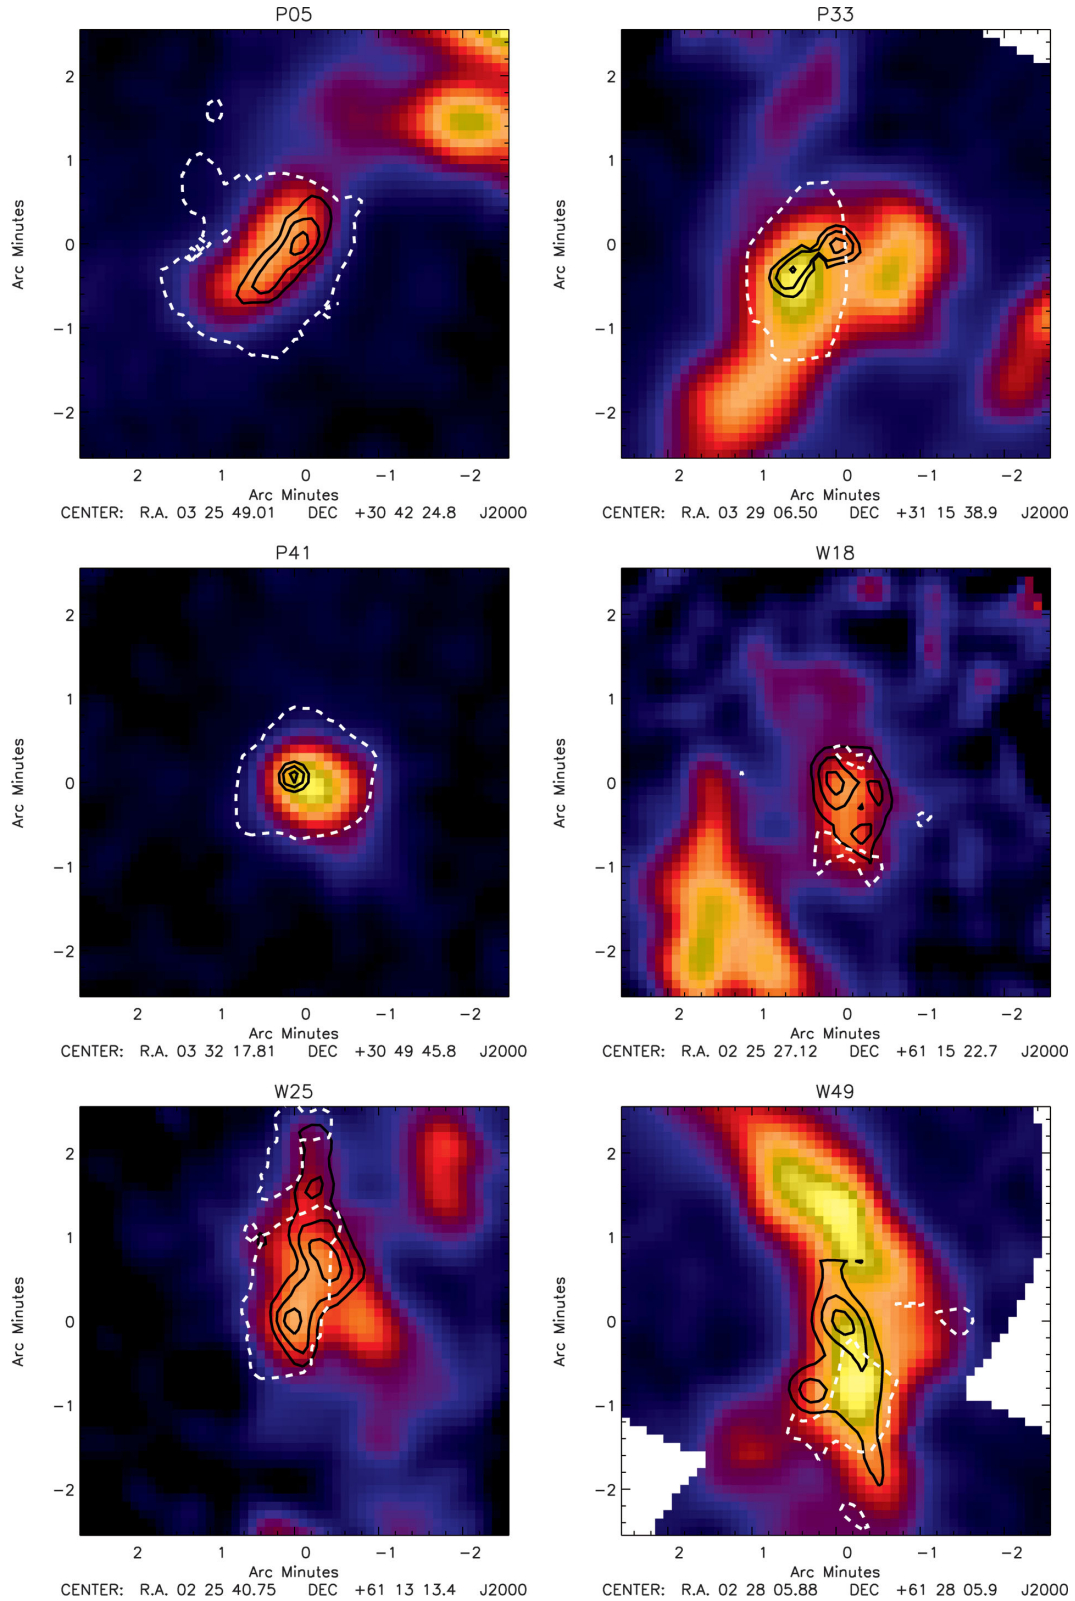 P05
P33
2
1
0
−1
−2
Arc Minutes
2
1
0
−1
−2
Arc Minutes
2 1 0 −1 −2
Arc Minutes
CENTER: R.A. 03 25 49.01 DEC +30 42 24.8 J2000
2 1 0 −1 −2
Arc Minutes
CENTER: R.A. 03 29 06.50 DEC +31 15 38.9 J2000
P41
W18
2
1
0
−1
−2
Arc Minutes
2
1
0
−1
−2
Arc Minutes
2 1 0 −1 −2
Arc Minutes
CENTER: R.A. 03 32 17.81 DEC +30 49 45.8 J2000
2 1 0 −1 −2
Arc Minutes
CENTER: R.A. 02 25 27.12 DEC +61 15 22.7 J2000
W25
W49
2
1
0
−1
−2
Arc Minutes
2
1
0
−1
−2
Arc Minutes
2 1 0 −1 −2
Arc Minutes
CENTER: R.A. 02 25 40.75 DEC +61 13 13.4 J2000
2 1 0 −1 −2
Arc Minutes
CENTER: R.A. 02 28 05.88 DEC +61 28 05.9 J2000